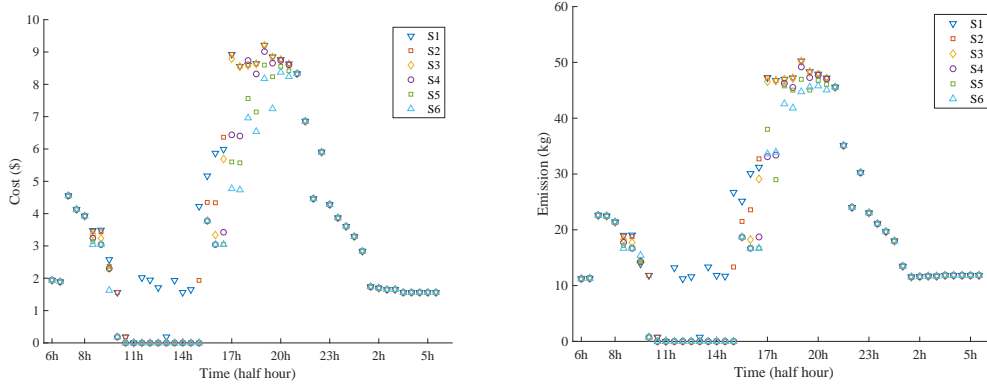 10
9
8
7
6
5
4
3
2
1
0
Cost ($)
6h 8h 11h 14h 17h 20h 23h 2h 5h
Time (half hour)
S1
S2
S3
S4
S5
S6
60
50
40
30
20
10
0
Emission (kg)
6h 8h 11h 14h 17h 20h 23h 2h 5h
Time (half hour)
S1
S2
S3
S4
S5
S6